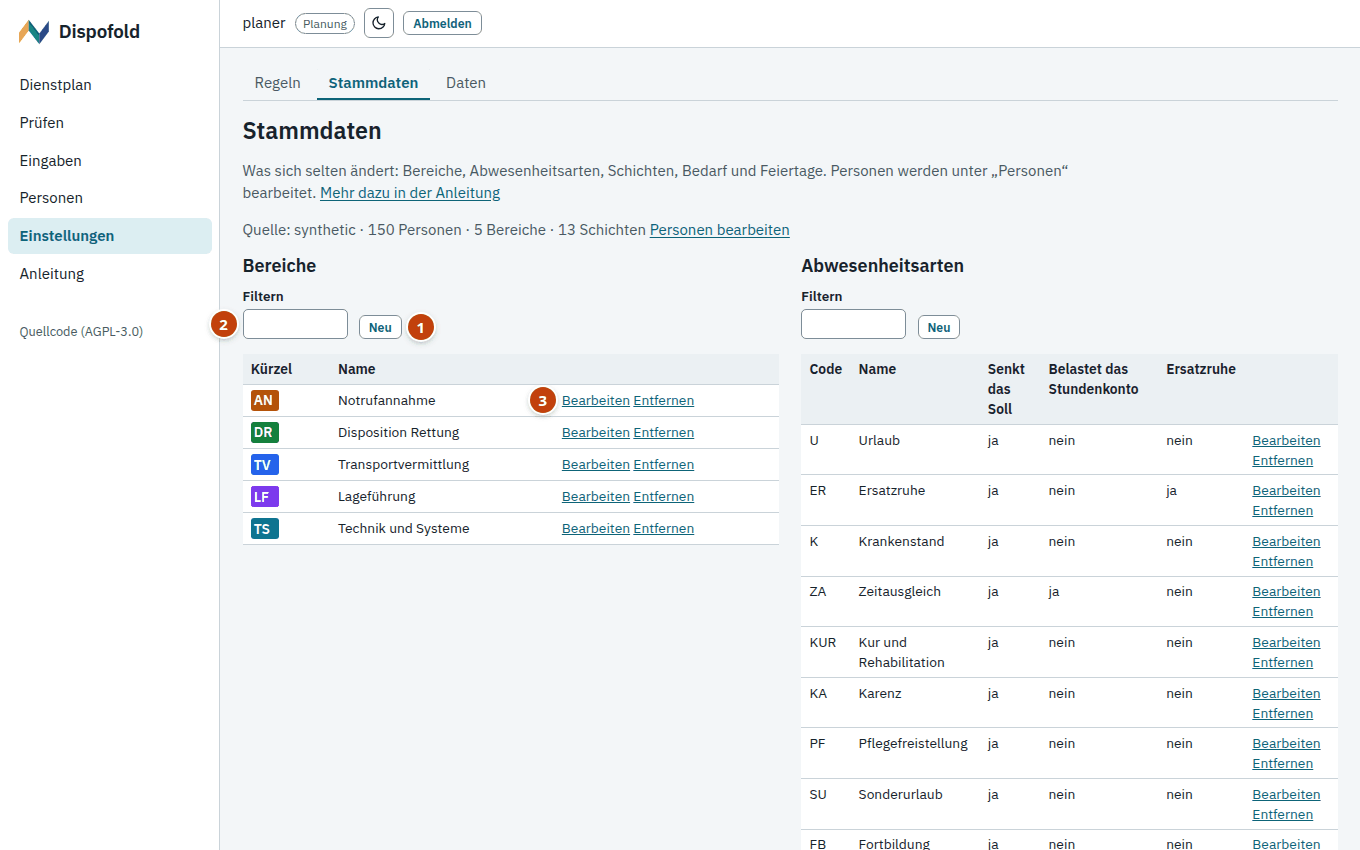 Dispofold
Dienstplan
Prüfen
Eingaben
Personen
Einstellungen
Anleitung
Quellcode (AGPL-3.0)
planer Planung Abmelden
Regeln Stammdaten Daten
Stammdaten
Was sich selten ändert: Bereiche, Abwesenheitsarten, Schichten, Bedarf und Feiertage. Personen werden unter „Personen“
bearbeitet. Mehr dazu in der Anleitung
Quelle: synthetic · 150 Personen · 5 Bereiche · 13 Schichten Personen bearbeiten
Bereiche
Filtern
2 Neu 1
Kürzel Name
AN Notrufannahme 3 Bearbeiten Entfernen
DR Disposition Rettung Bearbeiten Entfernen
TV Transportvermittlung Bearbeiten Entfernen
LF Lageführung Bearbeiten Entfernen
TS Technik und Systeme Bearbeiten Entfernen
Abwesenheitsarten
Filtern
Neu
Code Name Senkt Belastet das Ersatzruhe
das Stundenkonto
Soll
U Urlaub ja nein nein Bearbeiten
Entfernen
ER Ersatzruhe ja nein ja Bearbeiten
Entfernen
K Krankenstand ja nein nein Bearbeiten
Entfernen
ZA Zeitausgleich ja ja nein Bearbeiten
Entfernen
KUR Kur und ja nein nein Bearbeiten
Rehabilitation Entfernen
KA Karenz ja nein nein Bearbeiten
Entfernen
PF Pflegefreistellung ja nein nein Bearbeiten
Entfernen
SU Sonderurlaub ja nein nein Bearbeiten
Entfernen
FB Fortbildung ja nein nein Bearbeiten